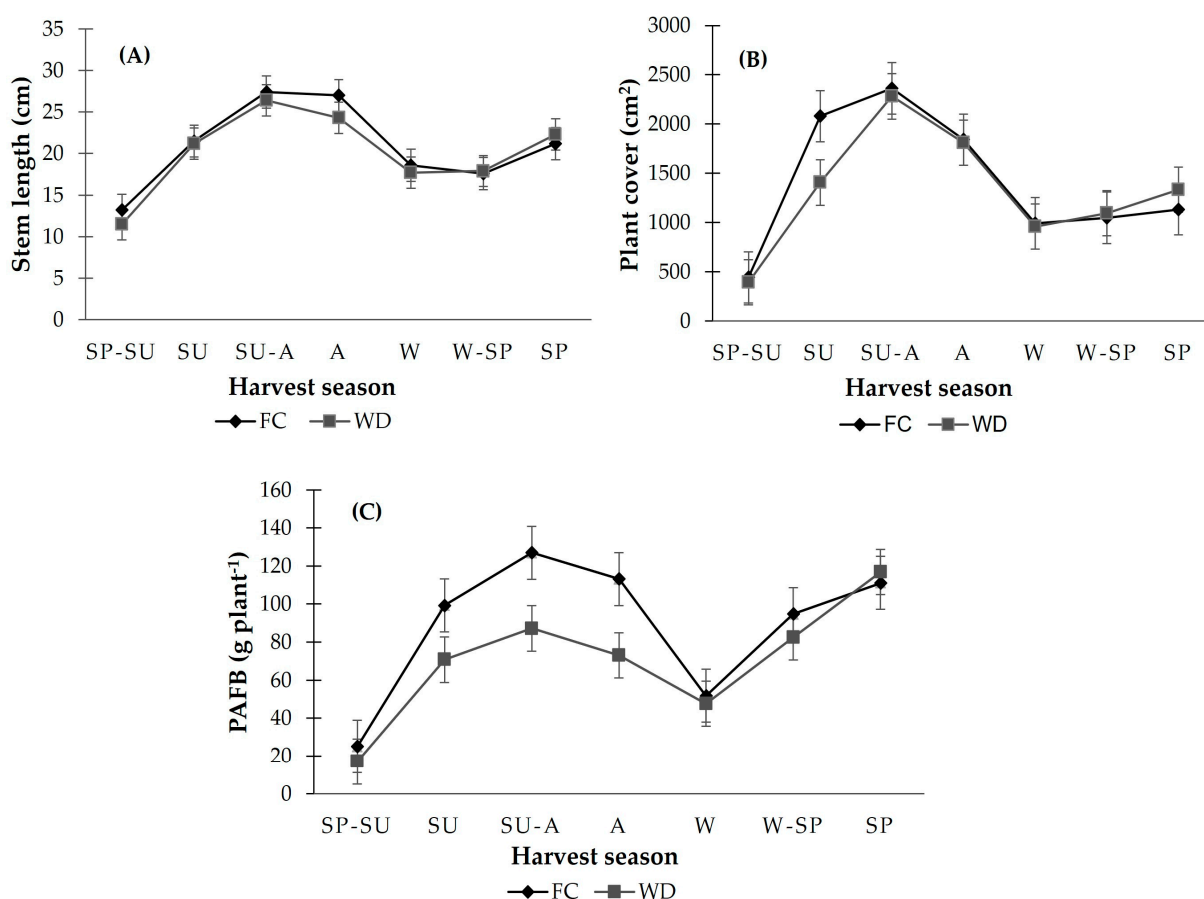 (A)
Stem length (cm)
35
30
25
20
15
10
5
0
SP-SU SU SU-A A W W-SP SP
Harvest season
FC WD
(B)
Plant cover (cm²)
3000
2500
2000
1500
1000
500
0
SP-SU SU SU-A A W W-SP SP
Harvest season
FC WD
(C)
PAFB (g plant⁻¹)
160
140
120
100
80
60
40
20
0
SP-SU SU SU-A A W W-SP SP
Harvest season
FC WD